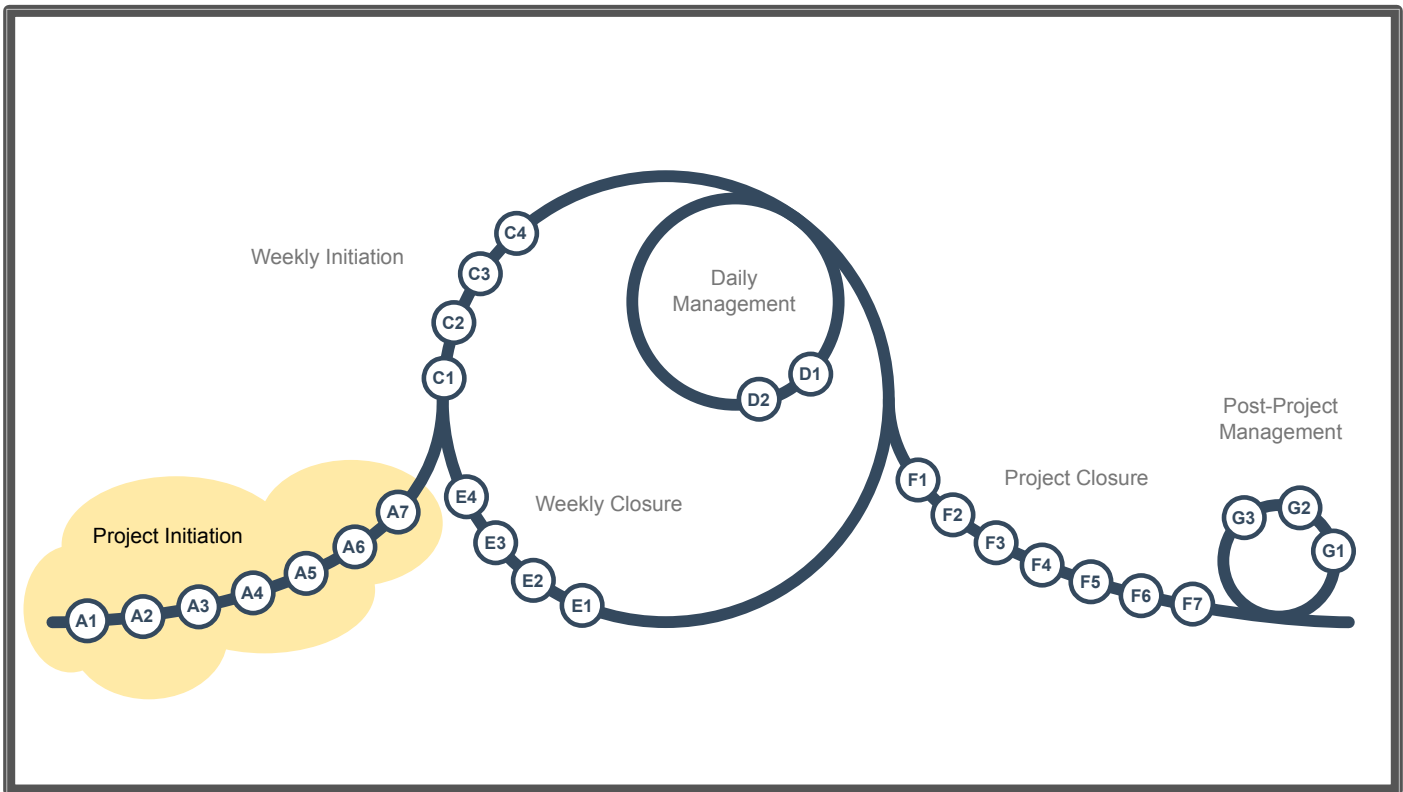 Weekly Initiation
C4
C3
C2
C1
Daily
Management
D1
D2
Post-Project
Management
Project Initiation
A1
A2
A3
A4
A5
A6
A7
Weekly Closure
E4
E3
E2
E1
Project Closure
F1
F2
F3
F4
F5
F6
F7
G3
G2
G1